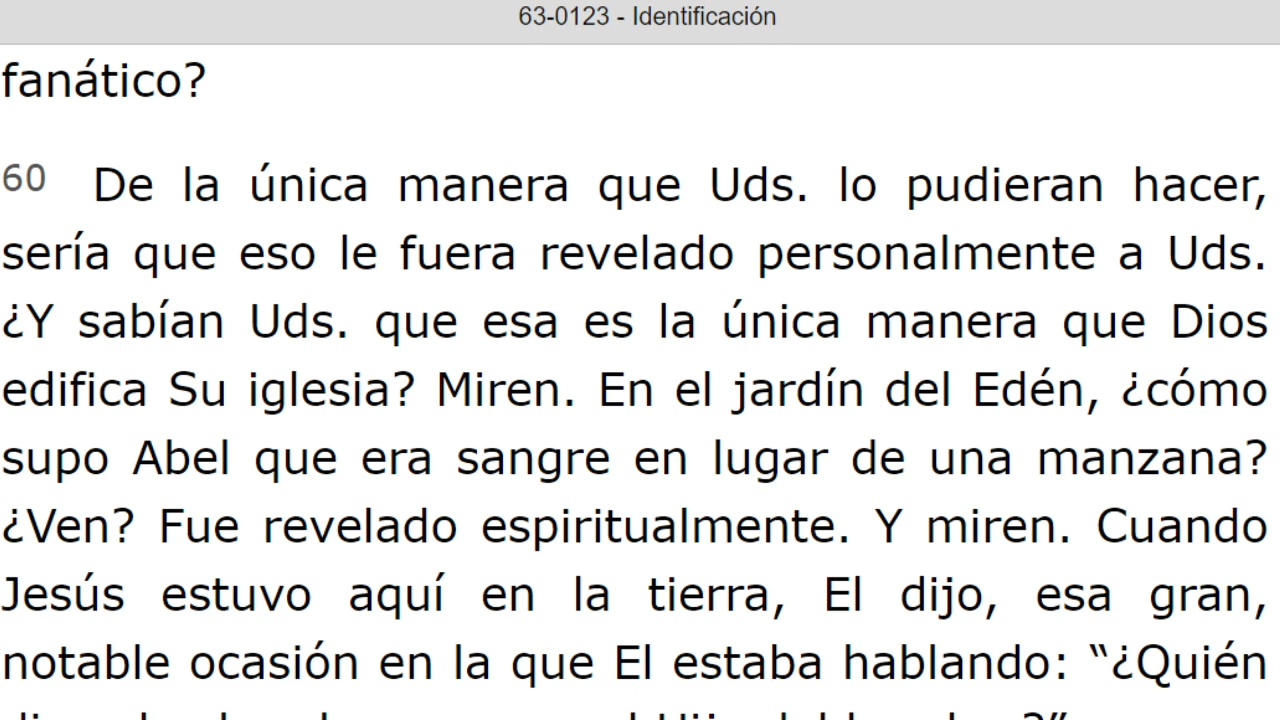 63-0123 - Identificación
fanático?
60 De la única manera que Uds. lo pudieran hacer,
sería que eso le fuera revelado personalmente a Uds.
¿Y sabían Uds. que esa es la única manera que Dios
edifica Su iglesia? Miren. En el jardín del Edén, ¿cómo
supo Abel que era sangre en lugar de una manzana?
¿Ven? Fue revelado espiritualmente. Y miren. Cuando
Jesús estuvo aquí en la tierra, El dijo, esa gran,
notable ocasión en la que El estaba hablando: “¿Quién